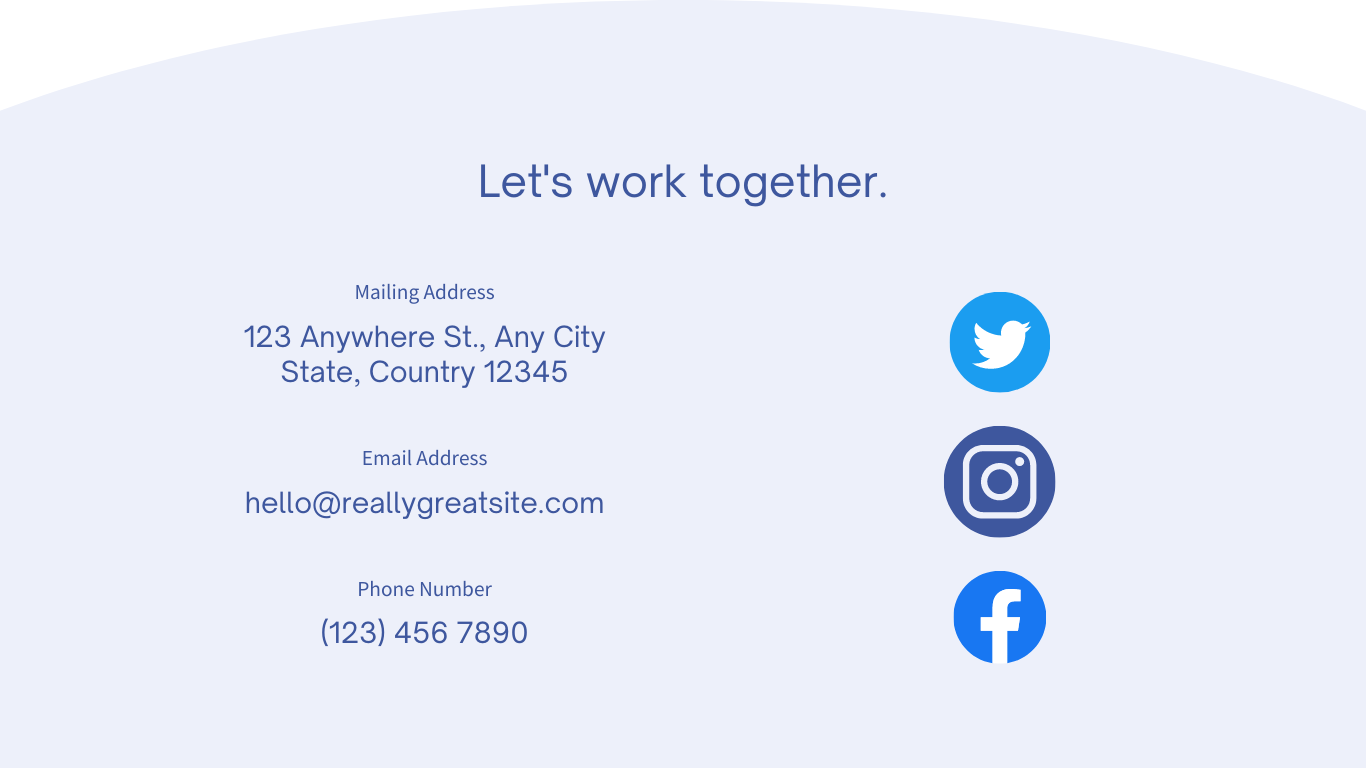 Let's work together.
Mailing Address
123 Anywhere St., Any City
State, Country 12345
Email Address
hello@reallygreatsite.com
Phone Number
(123) 456 7890